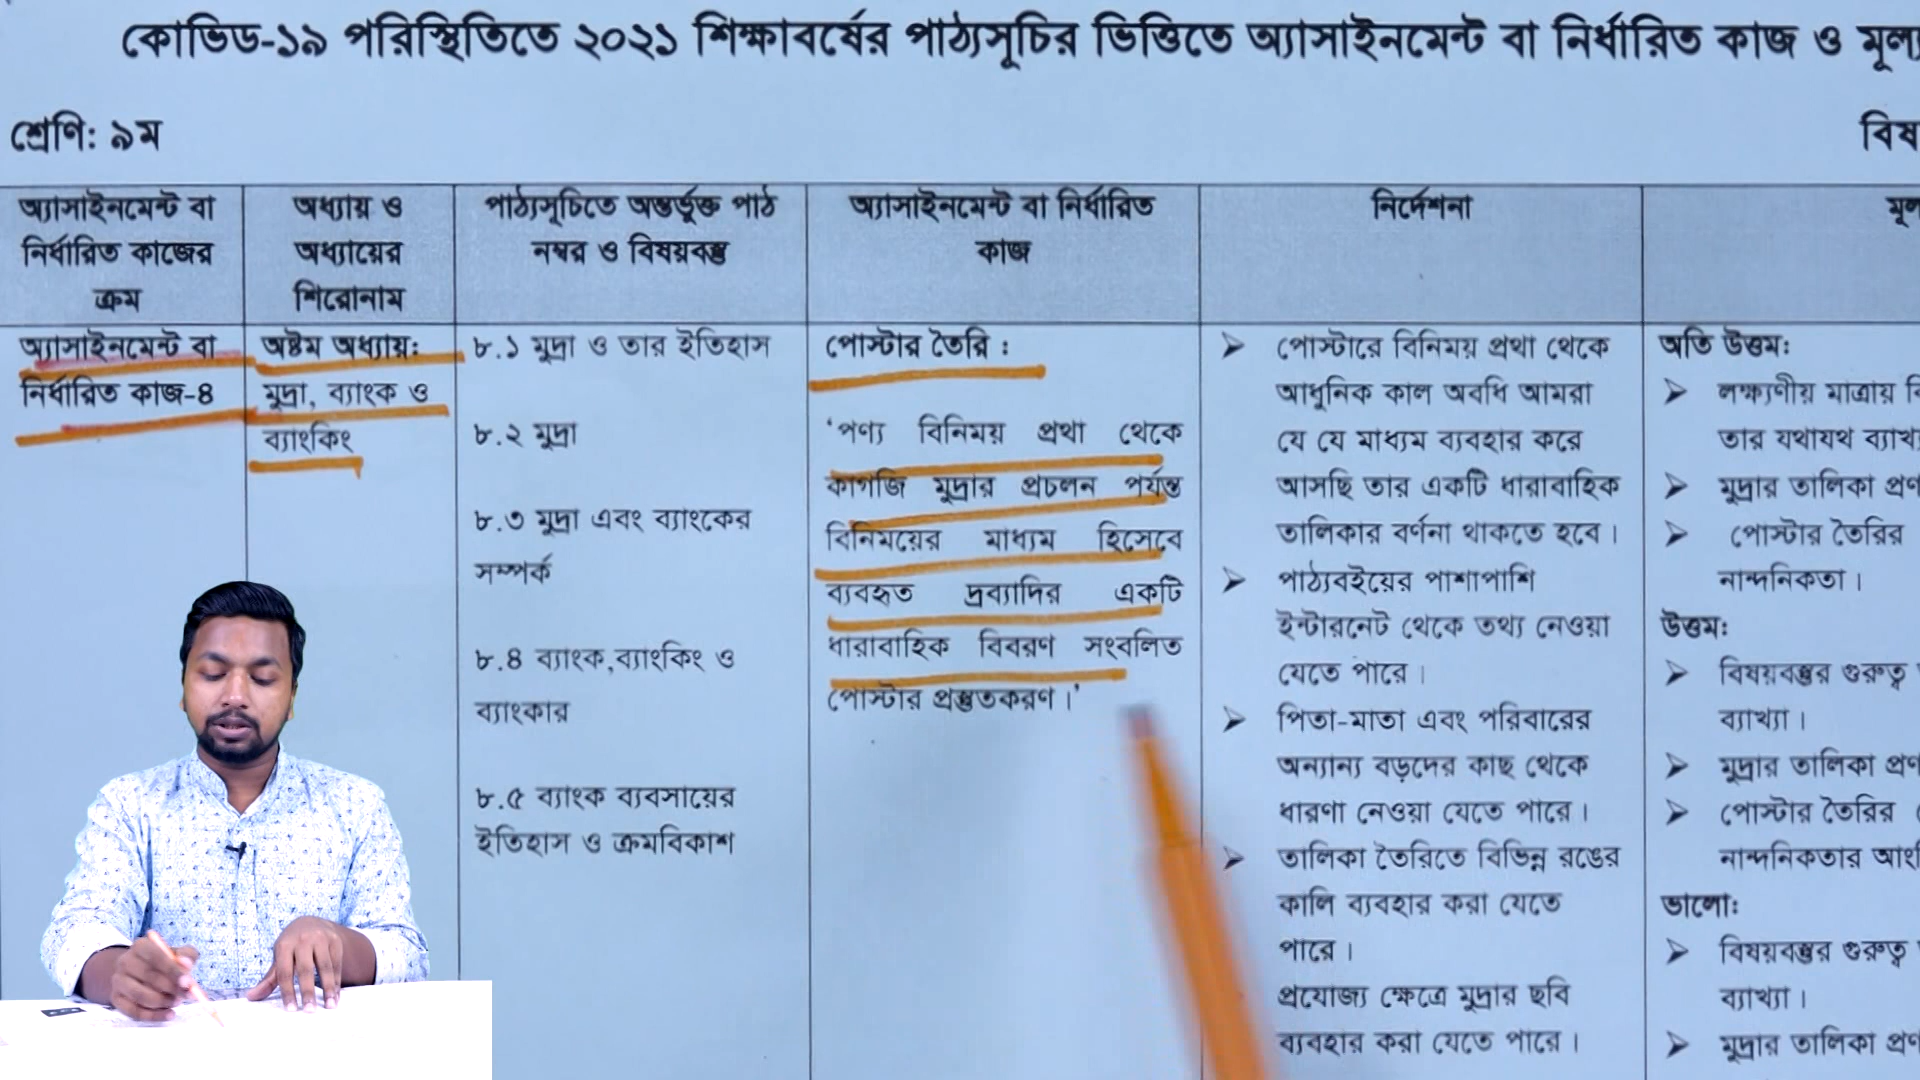 কোভিড-১৯ পরিস্থিতিতে ২০২১ শিক্ষাবর্ষের পাঠ্যসূচির ভিত্তিতে অ্যাসাইনমেন্ট বা নির্ধারিত কাজ ও
শ্রেণি: ৯ম
অ্যাসাইনমেন্ট বা
নির্ধারিত কাজের
ক্রম
অধ্যায় ও
অধ্যায়ের
শিরোনাম
পাঠ্যসূচিতে অন্তর্ভুক্ত পাঠ
নম্বর ও বিষয়বস্তু
অ্যাসাইনমেন্ট বা নির্ধারিত
কাজ
নির্দেশনা
অ্যাসাইনমেন্ট বা
নির্ধারিত কাজ-৪
অষ্টম অধ্যায়:
মুদ্রা, ব্যাংক ও
ব্যাংকিং
৮.১ মুদ্রা ও তার ইতিহাস
৮.২ মুদ্রা
৮.৩ মুদ্রা এবং ব্যাংকের
সম্পর্ক
৮.৪ ব্যাংক,ব্যাংকিং ও
ব্যাংকার
৮.৫ ব্যাংক ব্যবসায়ের
ইতিহাস ও ক্রমবিকাশ
পোস্টার তৈরি :
‘পণ্য বিনিময় প্রথা থেকে
কাগজি মুদ্রার প্রচলন পর্যন্ত
বিনিময়ের মাধ্যম হিসেবে
ব্যবহৃত দ্রব্যাদির একটি
ধারাবাহিক বিবরণ সংবলিত
পোস্টার প্রস্তুতকরণ।’
➢ পোস্টারে বিনিময় প্রথা থেকে
আধুনিক কাল অবধি আমরা
যে যে মাধ্যম ব্যবহার করে
আসছি তার একটি ধারাবাহিক
তালিকার বর্ণনা থাকতে হবে।
➢ পাঠ্যবইয়ের পাশাপাশি
ইন্টারনেট থেকে তথ্য নেওয়া
যেতে পারে।
➢ পিতা-মাতা এবং পরিবারের
অন্যান্য বড়দের কাছ থেকে
ধারণা নেওয়া যেতে পারে।
➢ তালিকা তৈরিতে বিভিন্ন রঙের
কালি ব্যবহার করা যেতে
পারে।
প্রযোজ্য ক্ষেত্রে মুদ্রার ছবি
ব্যবহার করা যেতে পারে।
অতি উত্তম:
➢ লক্ষ্যণীয় মাত্রায়
তার যথাযথ
➢ মুদ্রার তালিকা
➢ পোস্টার তৈরির
নান্দনিকতা।
উত্তম:
➢ বিষয়বস্তুর গুরুত্ব
ব্যাখ্যা।
➢ মুদ্রার তালিকা
➢ পোস্টার তৈরির
নান্দনিকতার
ভালো:
➢ বিষয়বস্তুর গুরুত্ব
ব্যাখ্যা।
➢ মুদ্রার তালিকা